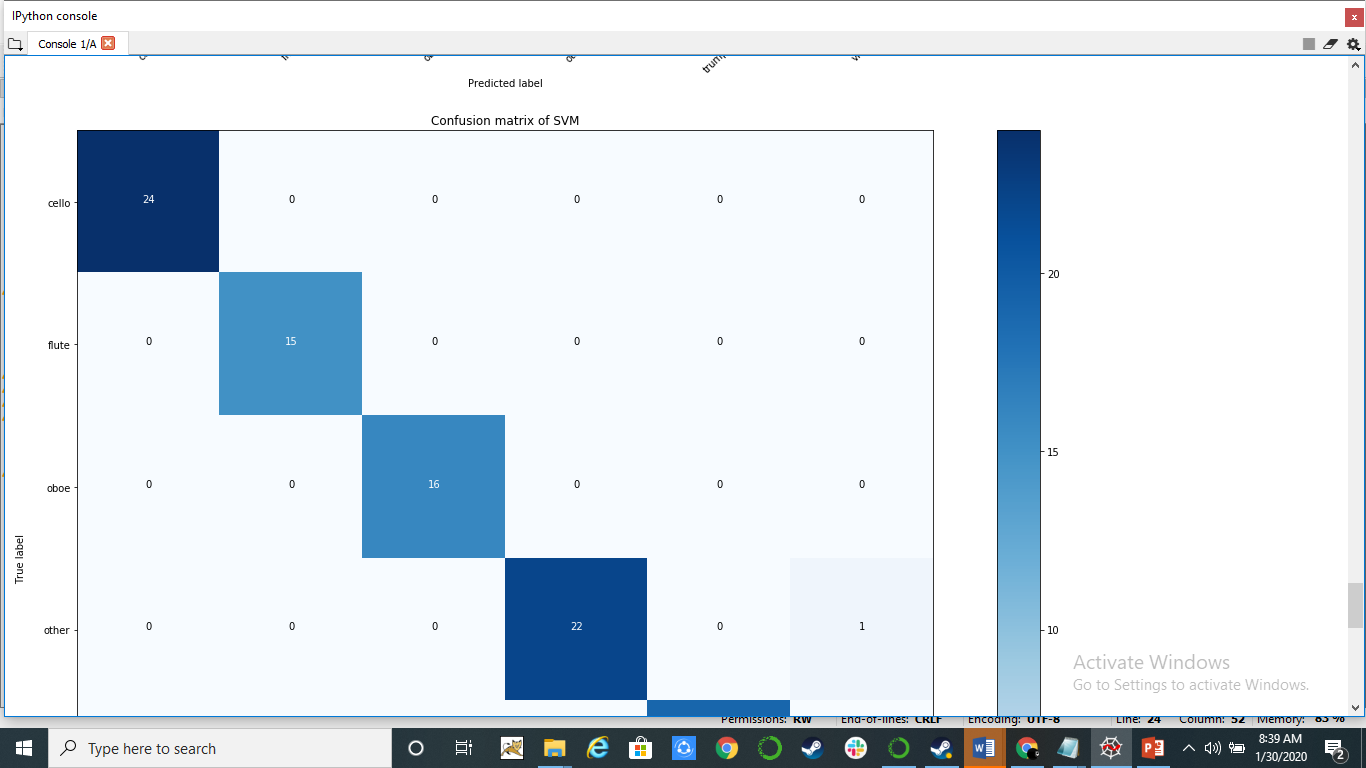 IPython console
Console 1/A
Predicted label
Confusion matrix of SVM
cello
24 0 0 0 0 0
20
flute
0 15 0 0 0 0
15
oboe
0 0 16 0 0 0
True label
other
0 0 0 22 0 1
10
Activate Windows
Go to Settings to activate Windows.
Permissions: RW End-of-lines: CRLF Encoding: UTF-8 Line: 24 Column: 52 Memory: 83 %
Type here to search
8:39 AM
1/30/2020
2